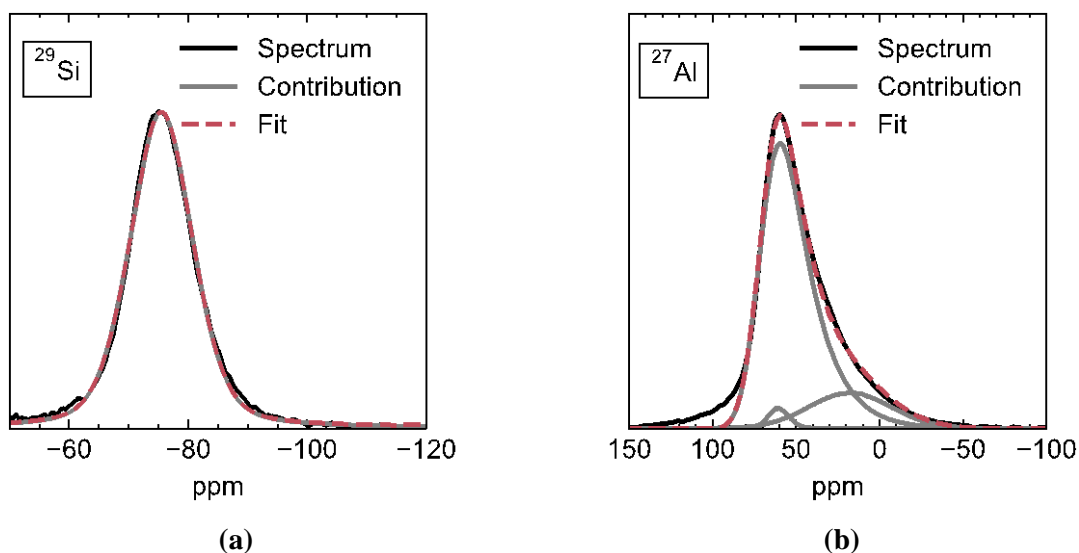 29Si
Spectrum
Contribution
Fit
−60 −80 −100 −120
ppm
(a)
27Al
Spectrum
Contribution
Fit
150 100 50 0 −50 −100
ppm
(b)